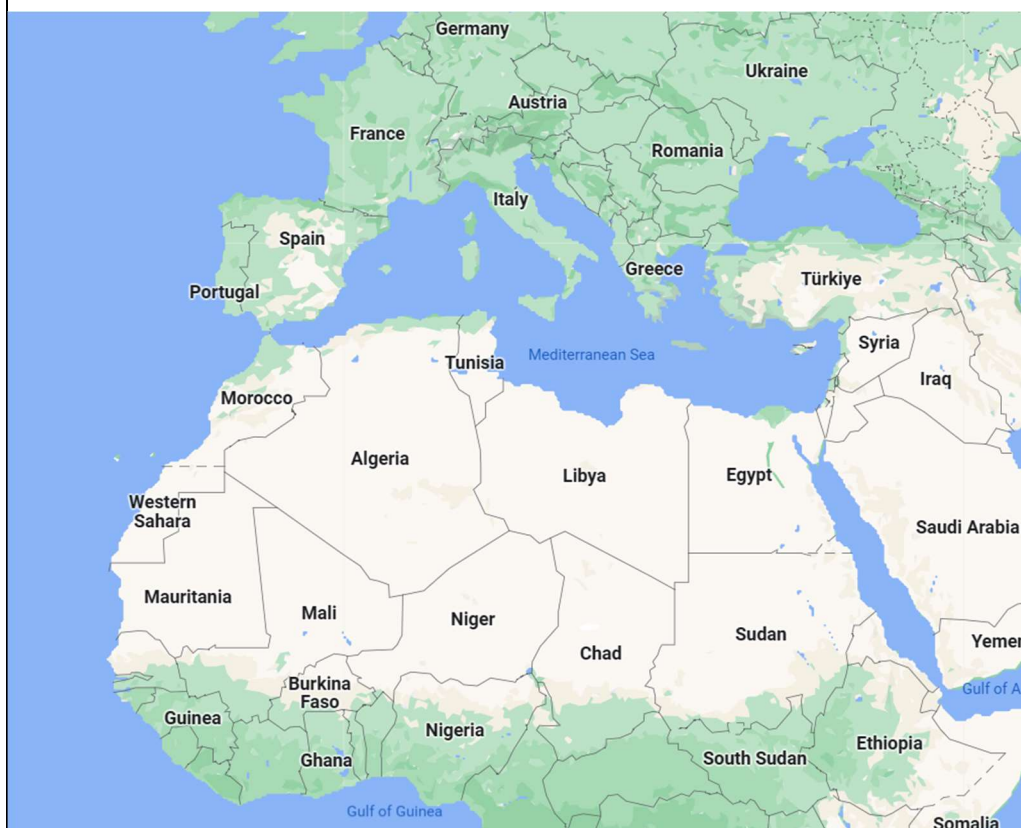 Germany
Ukraine
Austria
France
Romania
Italy
Spain
Greece
Türkiye
Portugal
Syria
Mediterranean Sea
Tunisia
Iraq
Morocco
Algeria
Libya
Egypt
Western
Sahara
Saudi Arabia
Mauritania
Mali
Niger
Sudan
Yemen
Chad
Burkina
Faso
Gulf of A
Guinea
Nigeria
Ethiopia
Ghana
South Sudan
Gulf of Guinea
Somalia